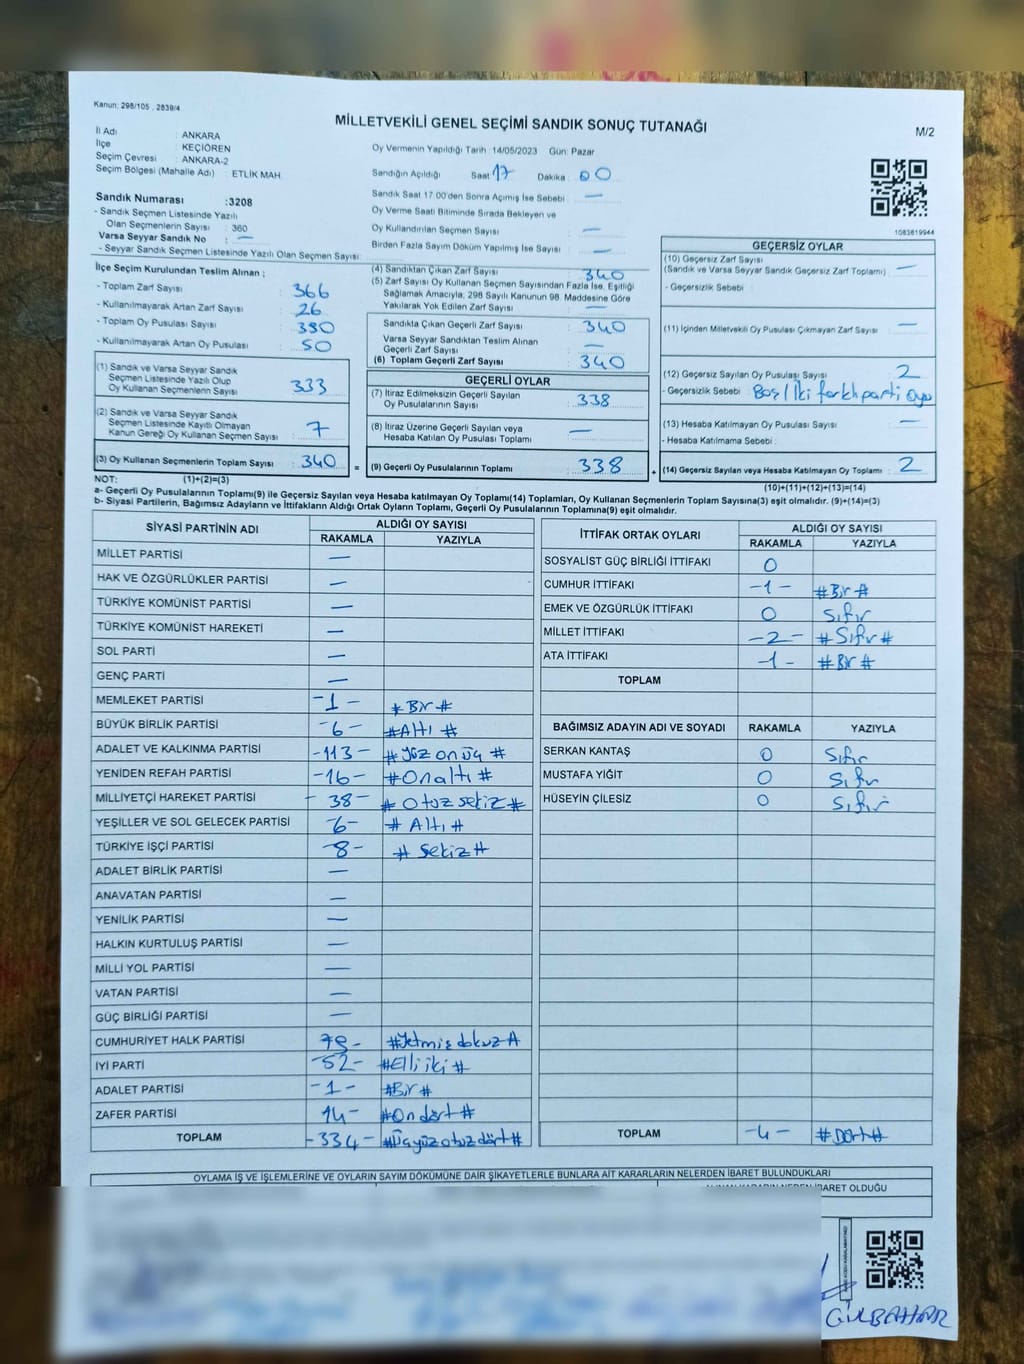 Kanun: 298/105 , 2839/4
MİLLETVEKİLİ GENEL SEÇİMİ SANDIK SONUÇ TUTANAĞI
M/2
İl Adı : ANKARA
İlçe : KEÇİÖREN
Seçim Çevresi : ANKARA-2
Seçim Bölgesi (Mahalle Adı) : ETLİK MAH
Oy Vermenin Yapıldığı Tarih : 14/05/2023 Gün: Pazar
Sandığın Açıldığı Saat : 17 Dakika : 00
Sandık Saat 17.00'den Sonra Açımış İse Sebebi : —
Oy Verme Saati Bitiminde Sırada Bekleyen ve
Oy Kullandırılan Seçmen Sayısı : —
Birden Fazla Sayım Döküm Yapılmış İse Sayısı : —
1083819944
Sandık Numarası :3208
- Sandık Seçmen Listesinde Yazılı
Olan Seçmenlerin Sayısı : 360
Varsa Seyyar Sandık No : —
- Seyyar Sandık Seçmen Listesinde Yazılı Olan Seçmen Sayısı:
İlçe Seçim Kurulundan Teslim Alınan ;
- Toplam Zarf Sayısı : 366
- Kullanılmayarak Artan Zarf Sayısı : 26
- Toplam Oy Pusulası Sayısı : 390
- Kullanılmayarak Artan Oy Pusulası : 50
(1) Sandık ve Varsa Seyyar Sandık
Seçmen Listesinde Yazılı Olup
Oy Kullanan Seçmenlerin Sayısı : 333
(2) Sandık ve Varsa Seyyar Sandık
Seçmen Listesinde Kayıtlı Olmayan
Kanun Gereği Oy Kullanan Seçmen Sayısı : 7
(3) Oy Kullanan Seçmenlerin Toplam Sayısı : 340
(4) Sandıktan Çıkan Zarf Sayısı : 340
(5) Zarf Sayısı Oy Kullanan Seçmen Sayısından Fazla İse, Eşitliği
Sağlamak Amacıyla, 298 Sayılı Kanunun 98. Maddesine Göre
Yakılarak Yok Edilen Zarf Sayısı : —
Sandıkta Çıkan Geçerli Zarf Sayısı : 340
Varsa Seyyar Sandıktan Teslim Alınan
Geçerli Zarf Sayısı : —
(6) Toplam Geçerli Zarf Sayısı : 340
GEÇERLİ OYLAR
(7) İtiraz Edilmeksizin Geçerli Sayılan
Oy Pusulalarının Sayısı : 338
(8) İtiraz Üzerine Geçerli Sayılan veya
Hesaba Katılan Oy Pusulası Toplamı : —
= (9) Geçerli Oy Pusulalarının Toplamı : 338 +
GEÇERSİZ OYLAR
(10) Geçersiz Zarf Sayısı
(Sandık ve Varsa Seyyar Sandık Geçersiz Zarf Toplamı) : —
- Geçersizlik Sebebi :
(11) İçinden Milletvekili Oy Pusulası Çıkmayan Zarf Sayısı : —
(12) Geçersiz Sayılan Oy Pusulası Sayısı : 2
- Geçersizlik Sebebi : Boş/İki farklı parti oyu
(13) Hesaba Katılmayan Oy Pusulası Sayısı : —
- Hesaba Katılmama Sebebi :
(14) Geçersiz Sayılan veya Hesaba Katılmayan Oy Toplamı : 2
NOT: (1)+(2)=(3) (10)+(11)+(12)+(13)=(14)
a- Geçerli Oy Pusulalarının Toplamı(9) ile Geçersiz Sayılan veya Hesaba katılmayan Oy Toplamı(14) Toplamları, Oy Kullanan Seçmenlerin Toplam Sayısına(3) eşit olmalıdır. (9)+(14)=(3)
b- Siyasi Partilerin, Bağımsız Adayların ve İttifakların Aldığı Ortak Oyların Toplamı, Geçerli Oy Pusulalarının Toplamına(9) eşit olmalıdır.
SİYASİ PARTİNİN ADI ALDIĞI OY SAYISI
RAKAMLA YAZIYLA
MİLLET PARTİSİ —
HAK VE ÖZGÜRLÜKLER PARTİSİ —
TÜRKİYE KOMÜNİST PARTİSİ —
TÜRKİYE KOMÜNİST HAREKETİ —
SOL PARTİ —
GENÇ PARTİ —
MEMLEKET PARTİSİ -1- #Bir#
BÜYÜK BİRLİK PARTİSİ -6- #Altı#
ADALET VE KALKINMA PARTİSİ -113- #Yüz onüç#
YENİDEN REFAH PARTİSİ -16- #Onaltı#
MİLLİYETÇİ HAREKET PARTİSİ -38- #Otuz sekiz#
YEŞİLLER VE SOL GELECEK PARTİSİ -6- #Altı#
TÜRKİYE İŞÇİ PARTİSİ -8- #Sekiz#
ADALET BİRLİK PARTİSİ —
ANAVATAN PARTİSİ —
YENİLİK PARTİSİ —
HALKIN KURTULUŞ PARTİSİ —
MİLLİ YOL PARTİSİ —
VATAN PARTİSİ —
GÜÇ BİRLİĞİ PARTİSİ —
CUMHURİYET HALK PARTİSİ 79- #Yetmiş dokuz#
İYİ PARTİ -52- #Elli iki#
ADALET PARTİSİ -1- #Bir#
ZAFER PARTİSİ 14- #On dört#
TOPLAM -334- #Üçyüz otuz dört#
İTTİFAK ORTAK OYLARI ALDIĞI OY SAYISI
RAKAMLA YAZIYLA
SOSYALİST GÜÇ BİRLİĞİ İTTİFAKI 0
CUMHUR İTTİFAKI -1- #Bir#
EMEK VE ÖZGÜRLÜK İTTİFAKI 0 Sıfır
MİLLET İTTİFAKI -2- #Sıfır#
ATA İTTİFAKI -1- #Bir#
TOPLAM
BAĞIMSIZ ADAYIN ADI VE SOYADI RAKAMLA YAZIYLA
SERKAN KANTAŞ 0 Sıfır
MUSTAFA YİĞİT 0 Sıfır
HÜSEYİN ÇİLESİZ 0 Sıfır
TOPLAM -4- #Dört#
OYLAMA İŞ VE İŞLEMLERİNE VE OYLARIN SAYIM DÖKÜMÜNE DAİR ŞİKAYETLERLE BUNLARA AİT KARARLARIN NELERDEN İBARET BULUNDUKLARI
İBARET OLDUĞU
GÜLBAHAR